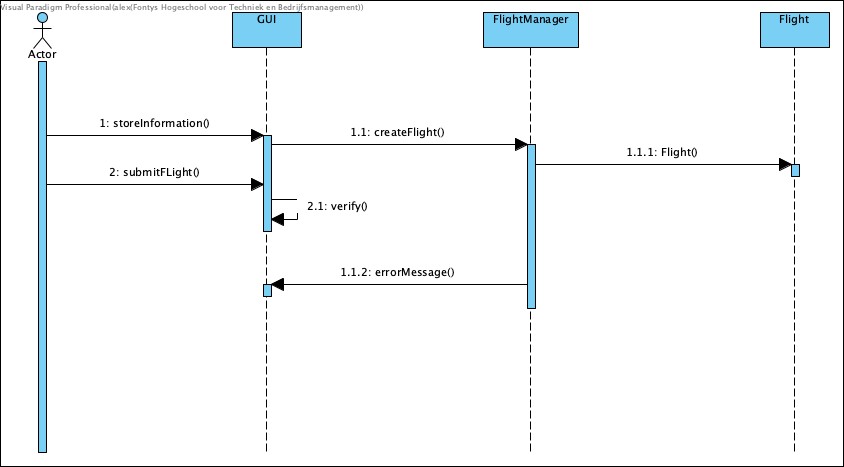 Visual Paradigm Professional(alex(Fontys Hogeschool voor Techniek en Bedrijfsmanagement))
GUI
FlightManager
Flight
Actor
1: storeInformation()
1.1: createFlight()
1.1.1: Flight()
2: submitFLight()
2.1: verify()
1.1.2: errorMessage()